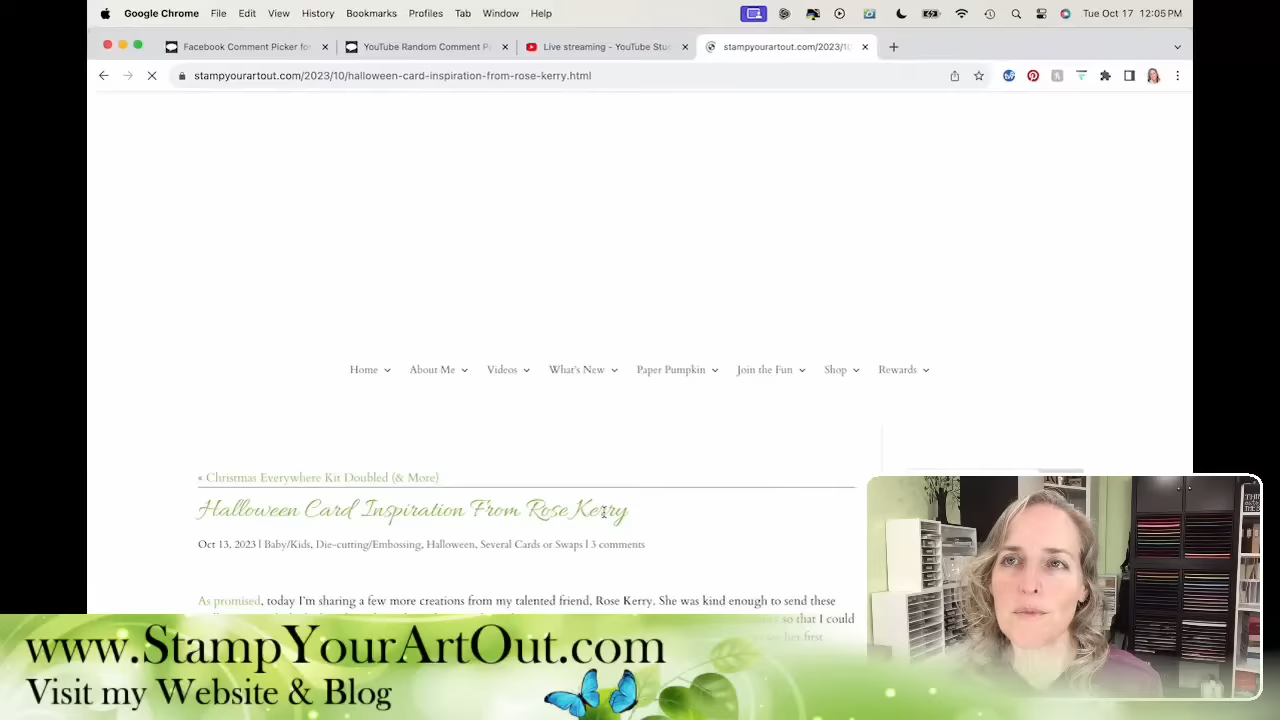 Google Chrome File Edit View History Bookmarks Profiles Tab Window Help Tue Oct 17 12:05 PM
Facebook Comment Picker fo
YouTube Random Comment P
Live streaming - YouTube Stu
stampyourartout.com/2023/10/
stampyourartout.com/2023/10/halloween-card-inspiration-from-rose-kerry.html
Home About Me Videos What's New Paper Pumpkin Join the Fun Shop Rewards
« Christmas Everywhere Kit Doubled (& More)
Halloween Card Inspiration From Rose Kerry
Oct 13, 2023 | Baby/Kids, Die-cutting/Embossing, Halloween, Several Cards or Swaps | 3 comments
As promised, today I'm sharing a few more creations from my talented friend, Rose Kerry. She was kind enough to send these
so that I could
her first
www.StampYourArtOut.com
Visit my Website & Blog